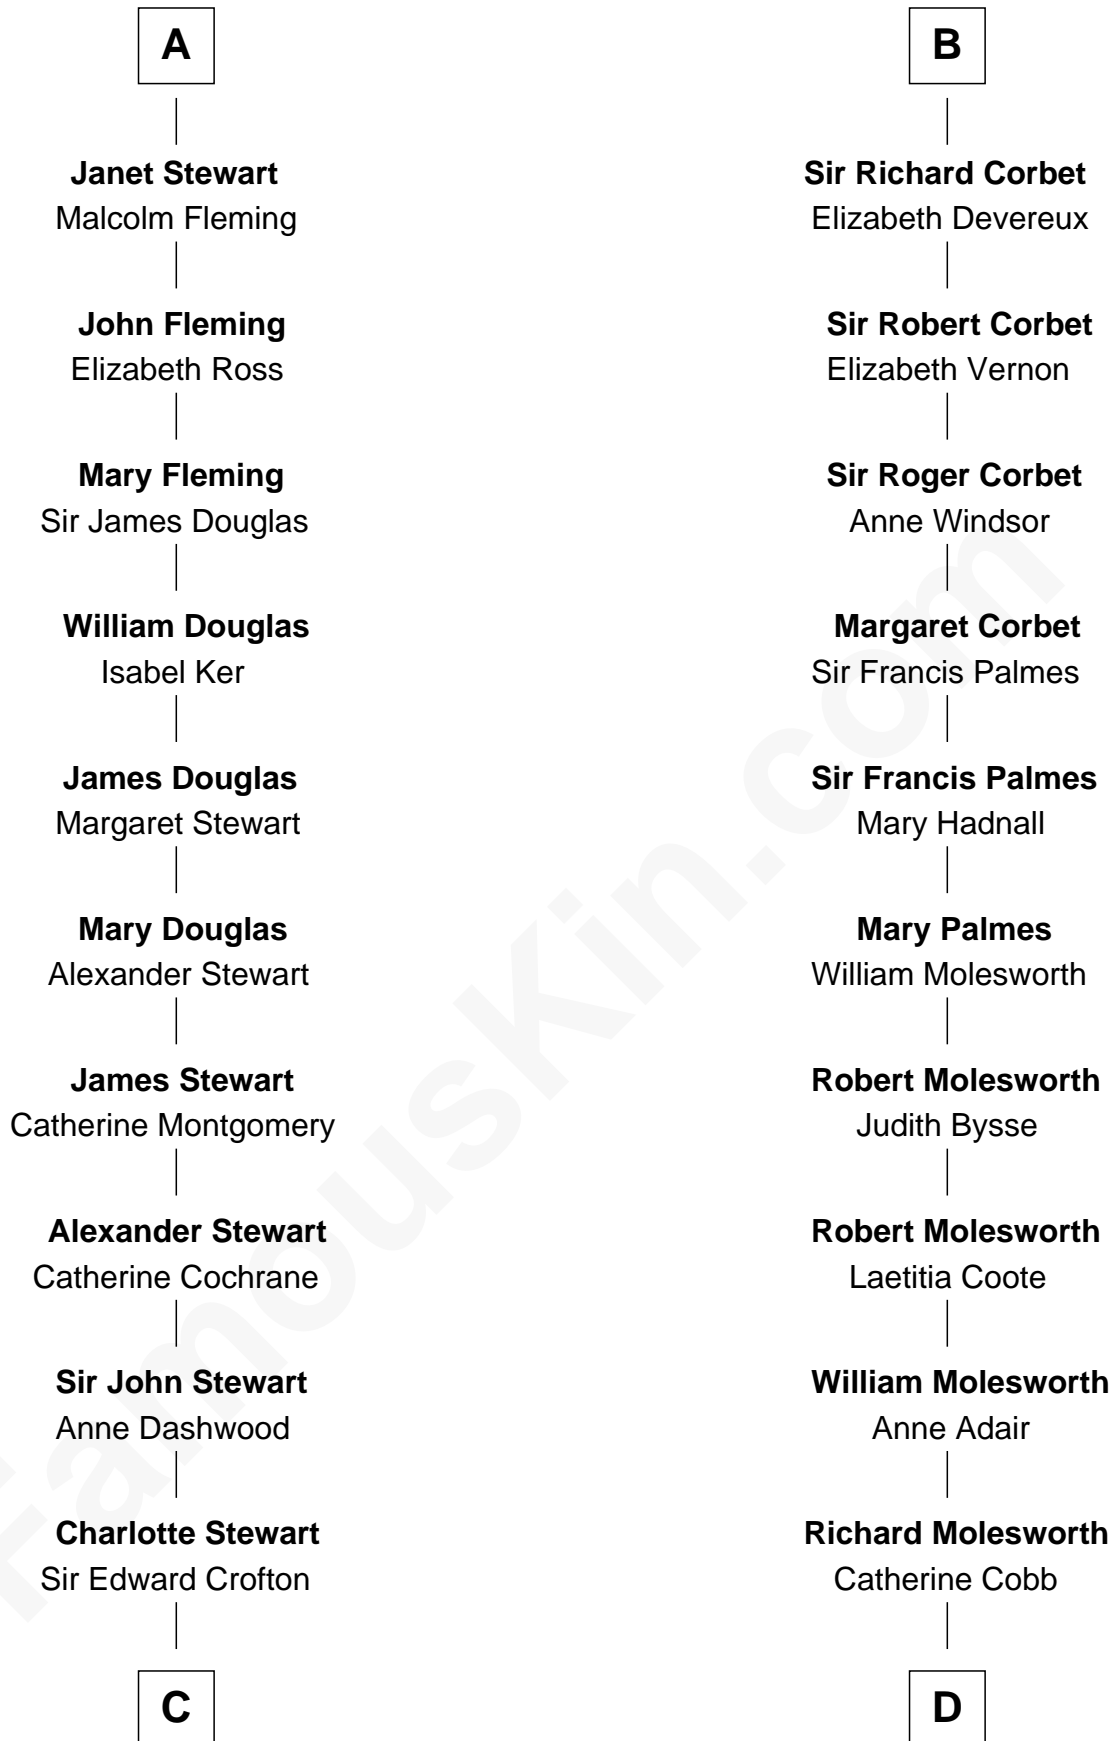 A
Janet Stewart
Malcolm Fleming
John Fleming
Elizabeth Ross
Mary Fleming
Sir James Douglas
William Douglas
Isabel Ker
James Douglas
Margaret Stewart
Mary Douglas
Alexander Stewart
James Stewart
Catherine Montgomery
Alexander Stewart
Catherine Cochrane
Sir John Stewart
Anne Dashwood
Charlotte Stewart
Sir Edward Crofton
C
B
Sir Richard Corbet
Elizabeth Devereux
Sir Robert Corbet
Elizabeth Vernon
Sir Roger Corbet
Anne Windsor
Margaret Corbet
Sir Francis Palmes
Sir Francis Palmes
Mary Hadnall
Mary Palmes
William Molesworth
Robert Molesworth
Judith Bysse
Robert Molesworth
Laetitia Coote
William Molesworth
Anne Adair
Richard Molesworth
Catherine Cobb
D
FamousKin.com